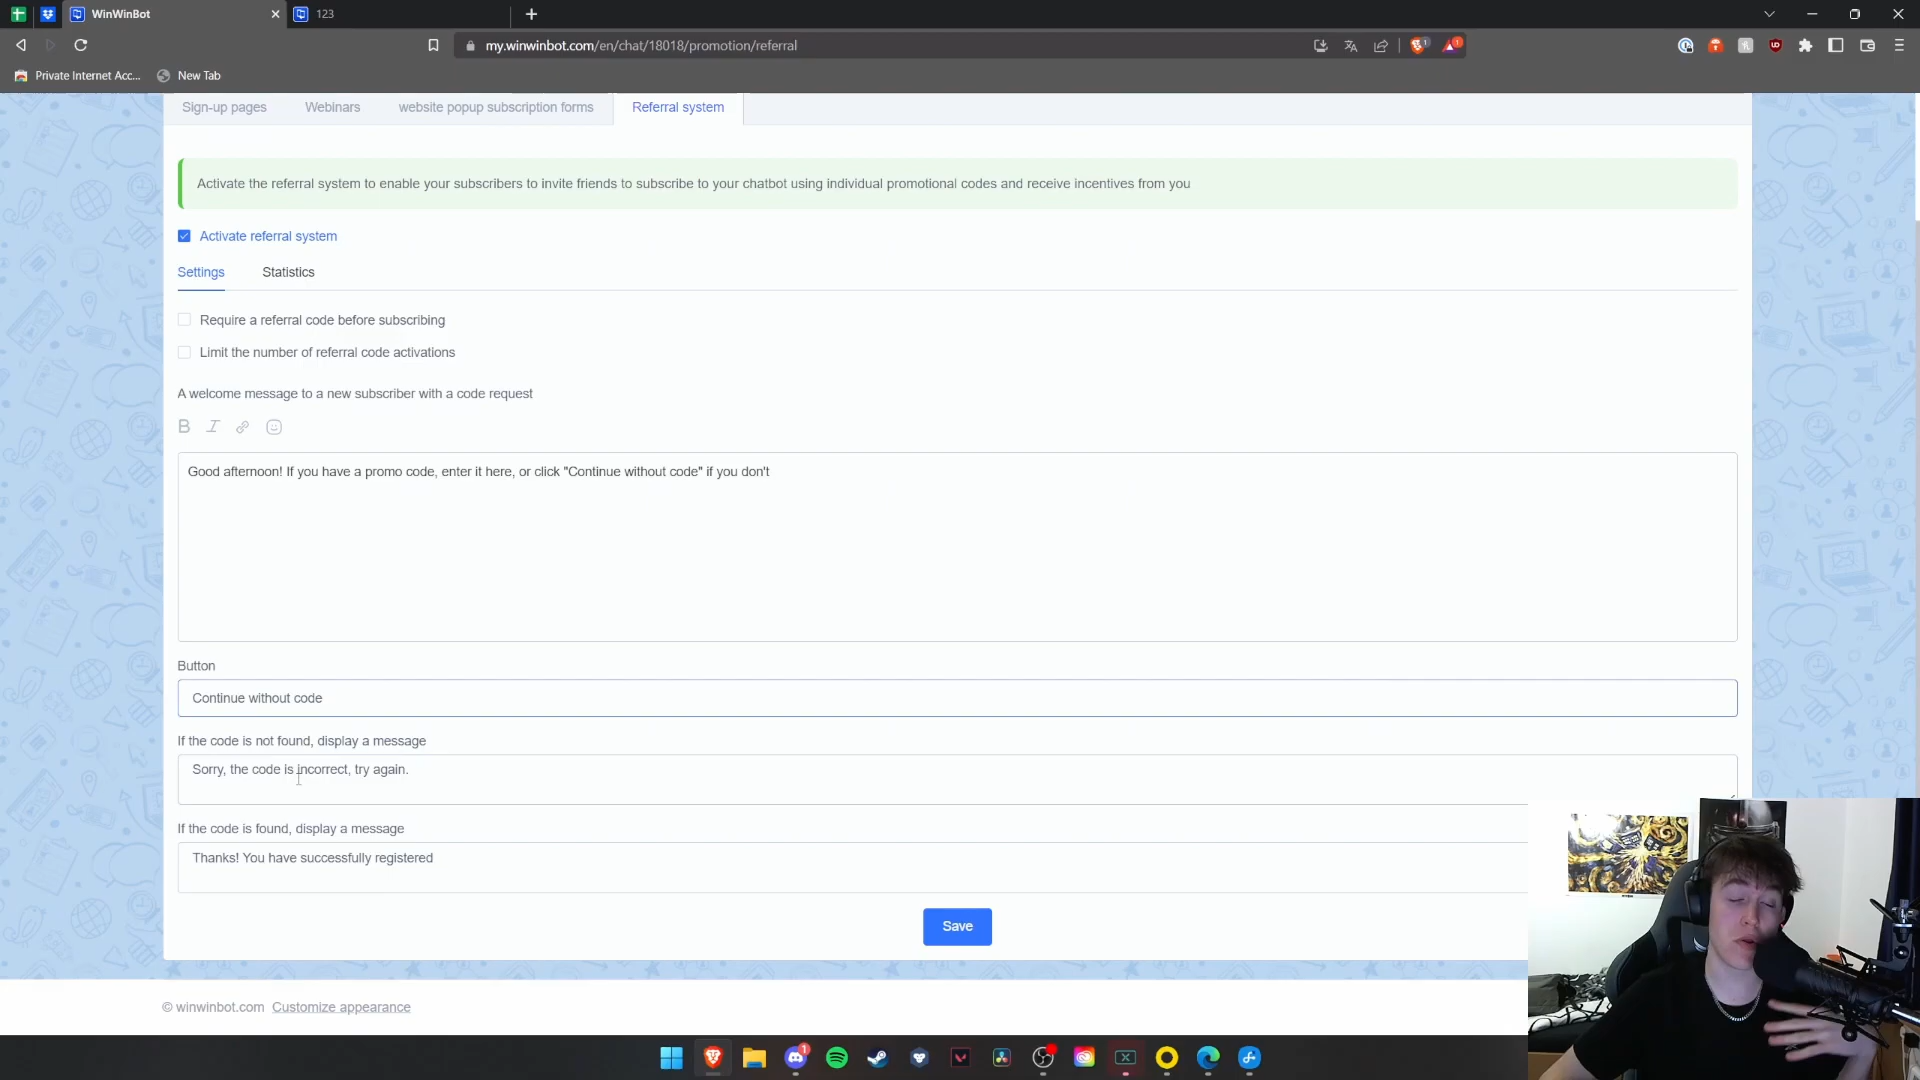 WinWinBot
123
my.winwinbot.com/en/chat/18018/promotion/referral
Private Internet Acc...
New Tab
Sign-up pages
Webinars
website popup subscription forms
Referral system
Activate the referral system to enable your subscribers to invite friends to subscribe to your chatbot using individual promotional codes and receive incentives from you
Activate referral system
Settings
Statistics
Require a referral code before subscribing
Limit the number of referral code activations
A welcome message to a new subscriber with a code request
B I
Good afternoon! If you have a promo code, enter it here, or click "Continue without code" if you don't
Button
Continue without code
If the code is not found, display a message
Sorry, the code is incorrect, try again.
If the code is found, display a message
Thanks! You have successfully registered
Save
© winwinbot.com Customize appearance